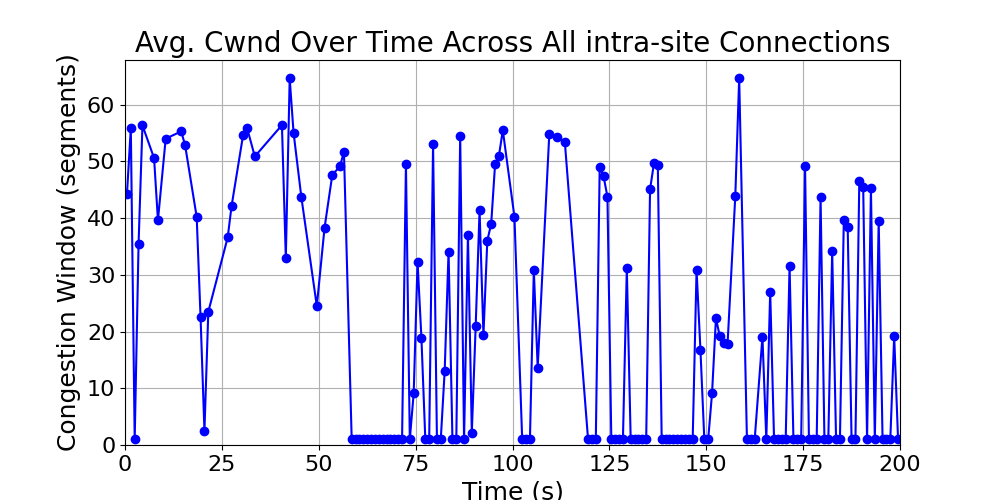 Avg. Cwnd Over Time Across All intra-site Connections
Congestion Window (segments)
60
50
40
30
20
10
0
0 25 50 75 100 125 150 175 200
Time (s)